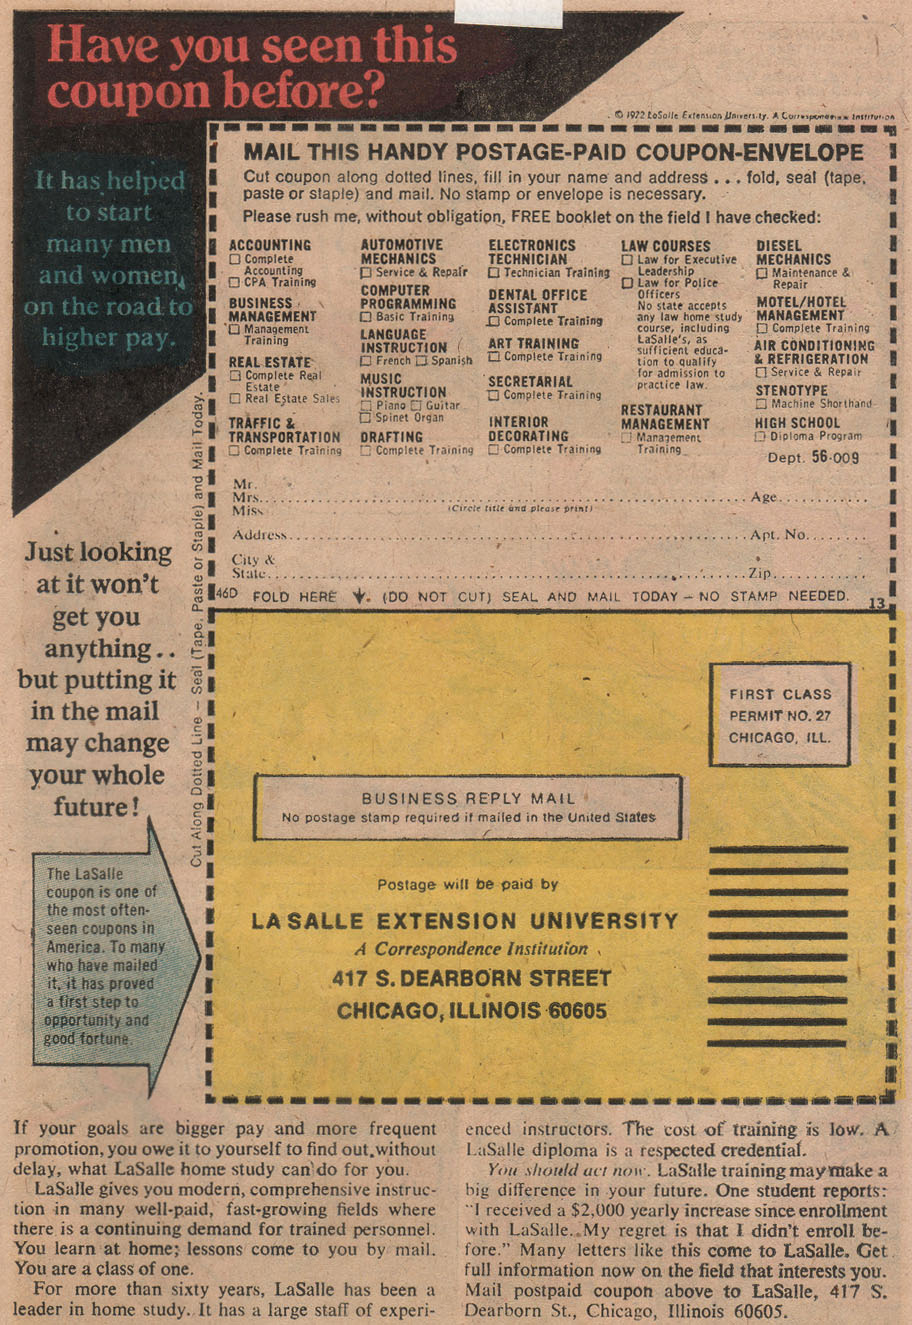 Have you seen this
coupon before?
It has helped
to start
many men
and women
on the road to
higher pay.
© 1972 LaSalle Extension University. A Correspondence Institution
MAIL THIS HANDY POSTAGE-PAID COUPON-ENVELOPE
Cut coupon along dotted lines, fill in your name and address . . . fold, seal (tape,
paste or staple) and mail. No stamp or envelope is necessary.
Please rush me, without obligation, FREE booklet on the field I have checked:
ACCOUNTING
☐ Complete
Accounting
☐ CPA Training
BUSINESS
MANAGEMENT
☐ Management
Training
REAL ESTATE
☐ Complete Real
Estate
☐ Real Estate Sales
TRAFFIC &
TRANSPORTATION
☐ Complete Training
AUTOMOTIVE
MECHANICS
☐ Service & Repair
COMPUTER
PROGRAMMING
☐ Basic Training
LANGUAGE
INSTRUCTION
☐ French ☐ Spanish
MUSIC
INSTRUCTION
☐ Piano ☐ Guitar
☐ Spinet Organ
DRAFTING
☐ Complete Training
ELECTRONICS
TECHNICIAN
☐ Technician Training
DENTAL OFFICE
ASSISTANT
☐ Complete Training
ART TRAINING
☐ Complete Training
SECRETARIAL
☐ Complete Training
INTERIOR
DECORATING
☐ Complete Training
LAW COURSES
☐ Law for Executive
Leadership
☐ Law for Police
Officers
No state accepts
any law home study
course, including
LaSalle's, as
sufficient educa-
tion to qualify
for admission to
practice law.
RESTAURANT
MANAGEMENT
☐ Management
Training
DIESEL
MECHANICS
☐ Maintenance &
Repair
MOTEL/HOTEL
MANAGEMENT
☐ Complete Training
AIR CONDITIONING
& REFRIGERATION
☐ Service & Repair
STENOTYPE
☐ Machine Shorthand
HIGH SCHOOL
☐ Diploma Program
Dept. 56-009
Mr.
Mrs. Age
Miss (Circle title and please print)
Address Apt. No.
City &
State Zip
46D FOLD HERE (DO NOT CUT) SEAL AND MAIL TODAY – NO STAMP NEEDED. 13
Cut Along Dotted Line – Seal (Tape, Paste or Staple) and Mail Today.
Just looking
at it won't
get you
anything . .
but putting it
in the mail
may change
your whole
future!
The LaSalle
coupon is one of
the most often-
seen coupons in
America. To many
who have mailed
it, it has proved
a first step to
opportunity and
good fortune.
FIRST CLASS
PERMIT NO. 27
CHICAGO, ILL.
BUSINESS REPLY MAIL
No postage stamp required if mailed in the United States
Postage will be paid by
LA SALLE EXTENSION UNIVERSITY
A Correspondence Institution
417 S. DEARBORN STREET
CHICAGO, ILLINOIS 60605
If your goals are bigger pay and more frequent
promotion, you owe it to yourself to find out, without
delay, what LaSalle home study can do for you.
LaSalle gives you modern, comprehensive instruc-
tion in many well-paid, fast-growing fields where
there is a continuing demand for trained personnel.
You learn at home; lessons come to you by mail.
You are a class of one.
For more than sixty years, LaSalle has been a
leader in home study. It has a large staff of experi-
enced instructors. The cost of training is low. A
LaSalle diploma is a respected credential.
You should act now. LaSalle training may make a
big difference in your future. One student reports:
"I received a $2,000 yearly increase since enrollment
with LaSalle. My regret is that I didn't enroll be-
fore." Many letters like this come to LaSalle. Get
full information now on the field that interests you.
Mail postpaid coupon above to LaSalle, 417 S.
Dearborn St., Chicago, Illinois 60605.